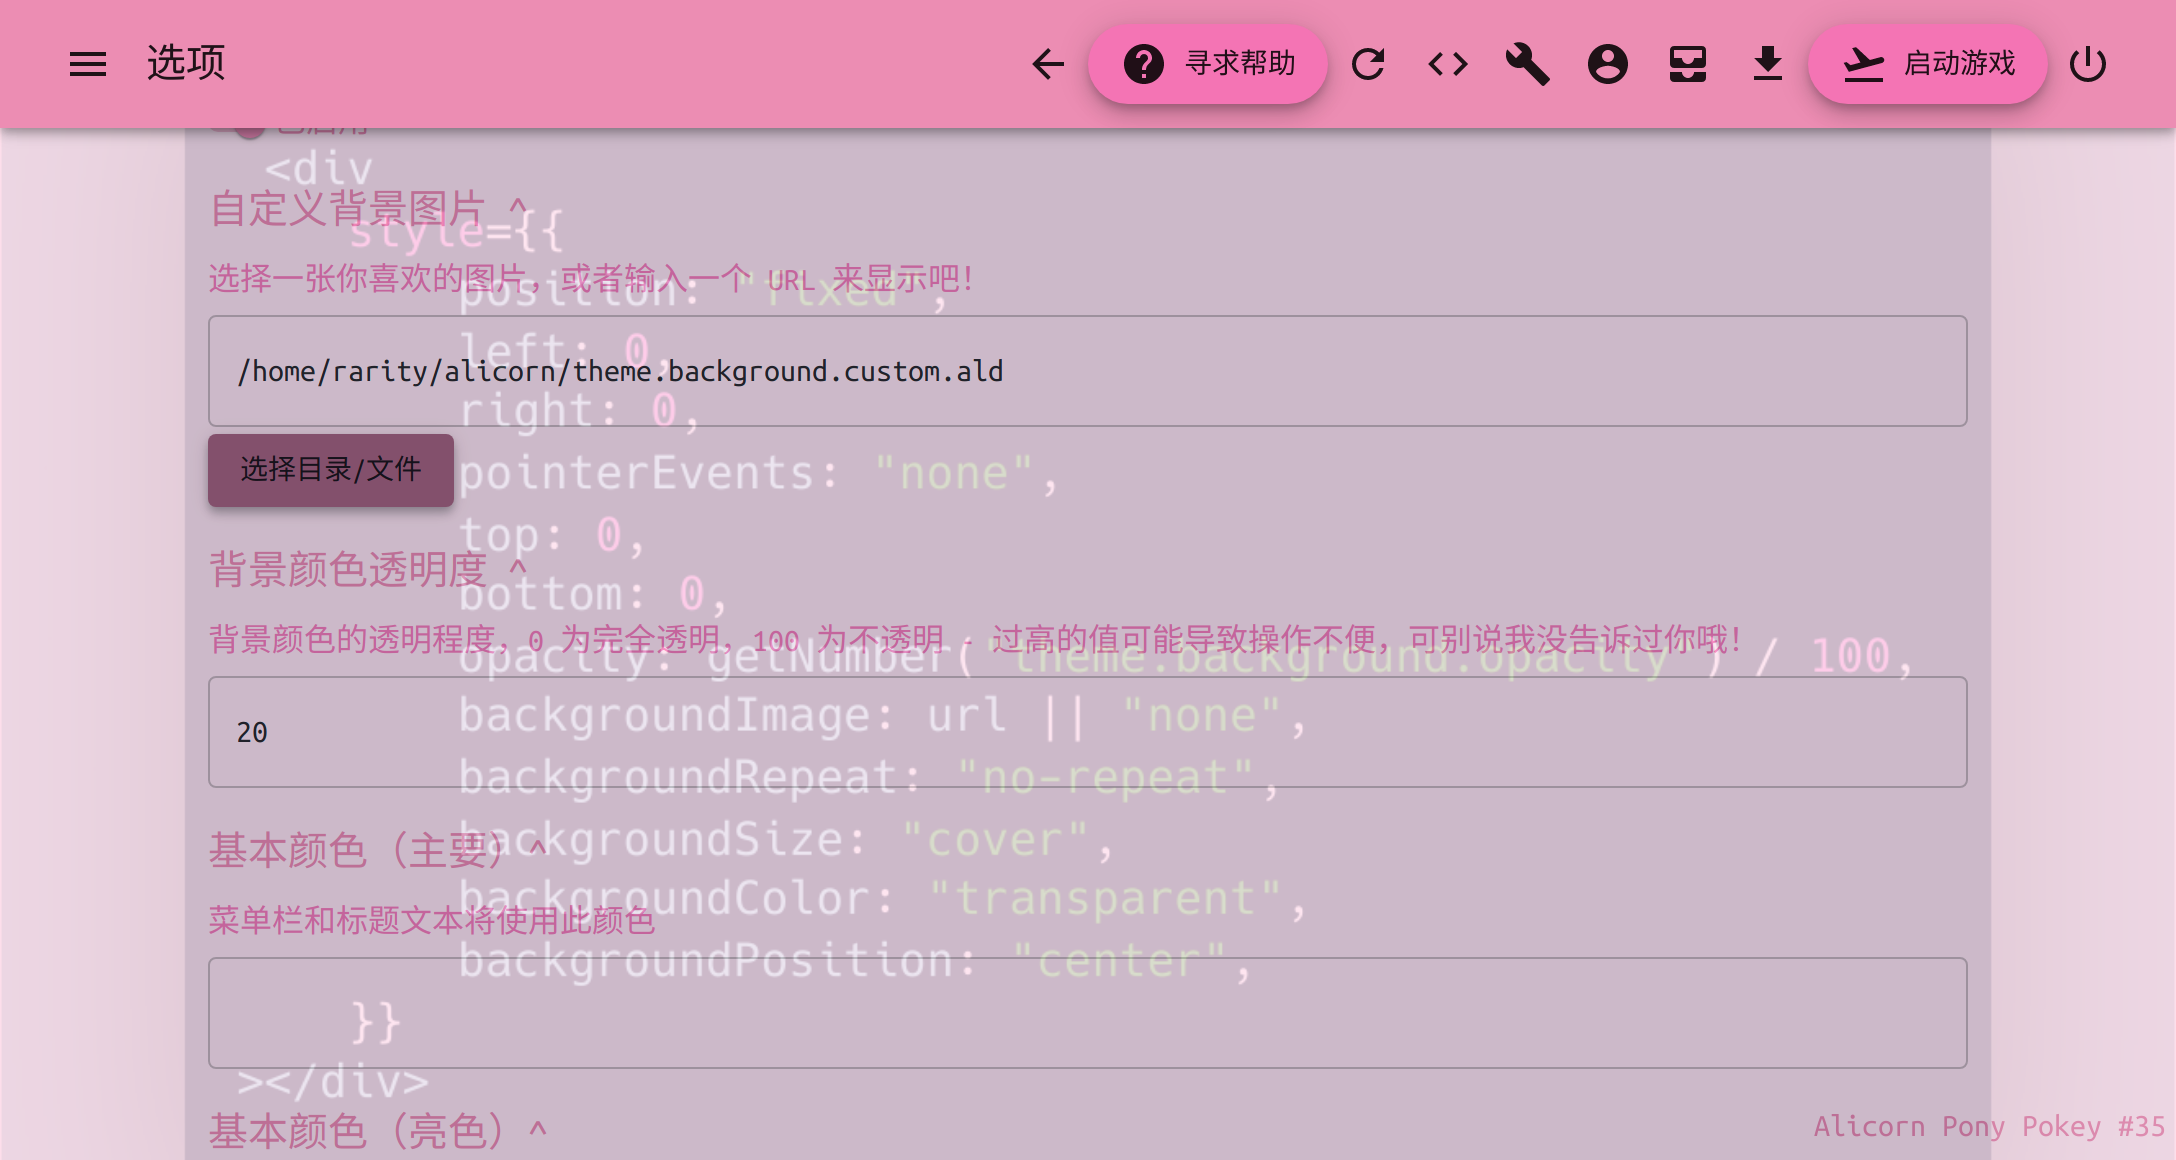 选项
寻求帮助
启动游戏
已启用
<div
自定义背景图片 ^
style={{
选择一张你喜欢的图片，或者输入一个 URL 来显示吧！
position: "fixed",
left: 0,
/home/rarity/alicorn/theme.background.custom.ald
right: 0,
选择目录/文件
pointerEvents: "none",
top: 0,
背景颜色透明度 ^
bottom: 0,
背景颜色的透明程度，0 为完全透明，100 为不透明 - 过高的值可能导致操作不便，可别说我没告诉过你哦！
opacity: getNumber("theme.background.opacity") / 100,
backgroundImage: url || "none",
20
backgroundRepeat: "no-repeat",
基本颜色（主要）^
backgroundSize: "cover",
backgroundColor: "transparent",
菜单栏和标题文本将使用此颜色
backgroundPosition: "center",
}}
></div>
基本颜色（亮色）^
Alicorn Pony Pokey #35